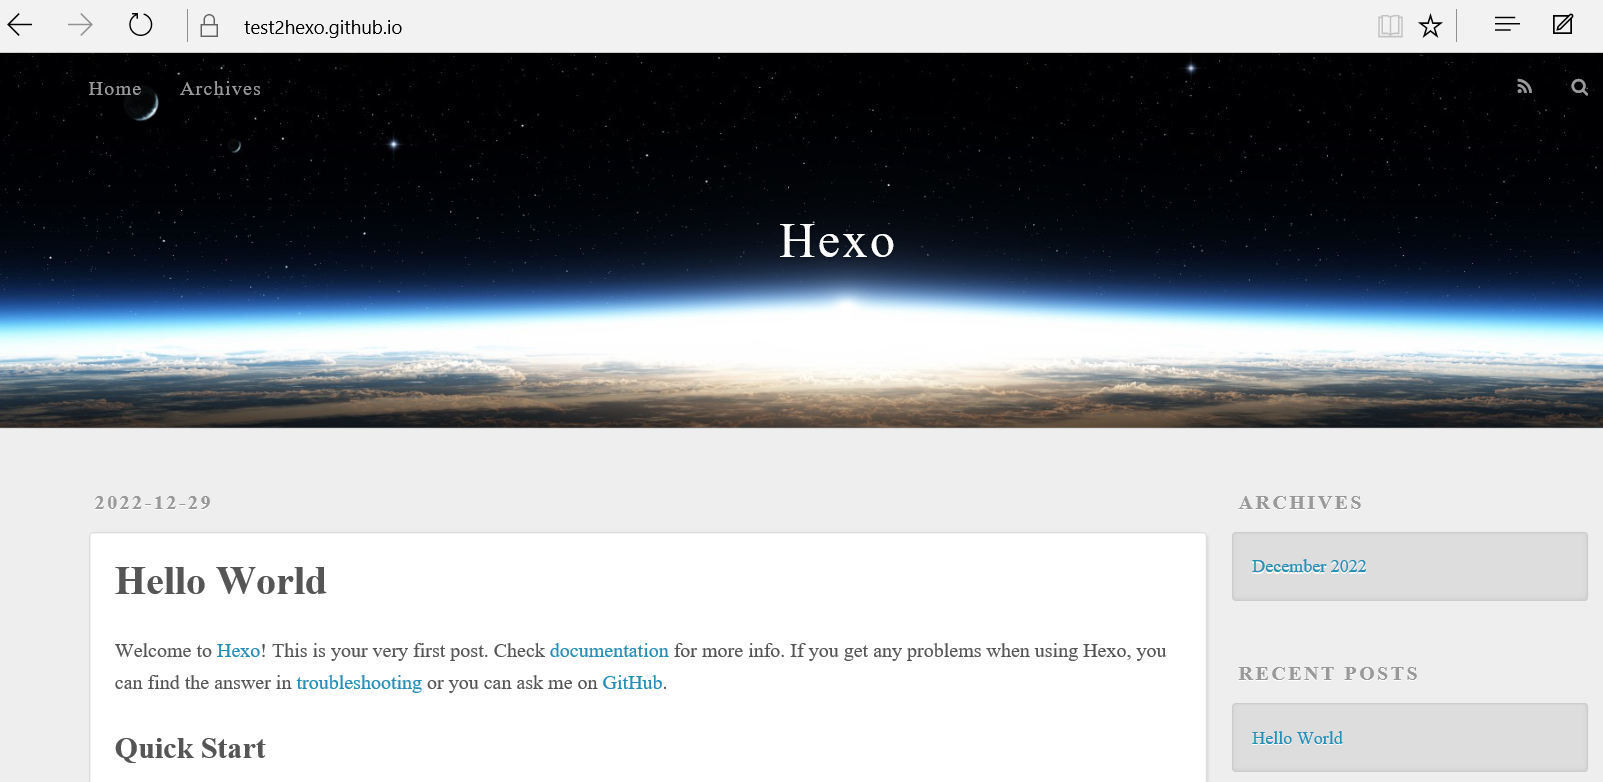 test2hexo.github.io
Home Archives
Hexo
2022-12-29
Hello World
Welcome to Hexo! This is your very first post. Check documentation for more info. If you get any problems when using Hexo, you
can find the answer in troubleshooting or you can ask me on GitHub.
Quick Start
ARCHIVES
December 2022
RECENT POSTS
Hello World